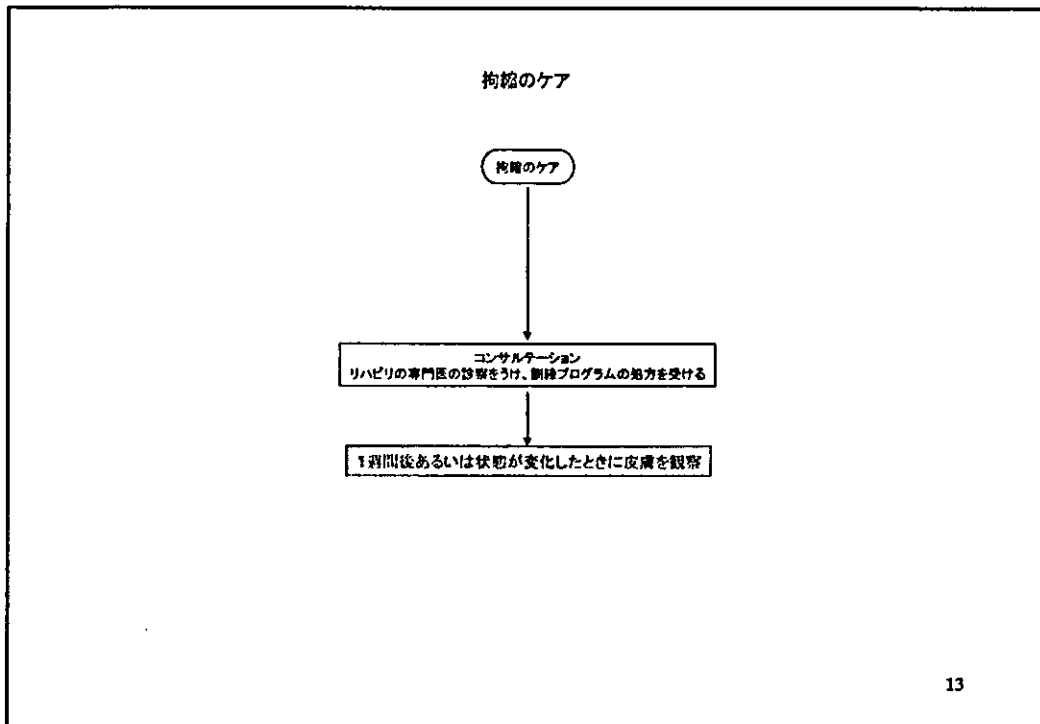 拘縮のケア
拘縮のケア
コンサルテーション
リハビリの専門医の診察をうけ、訓練プログラムの処方を受ける
1週間後あるいは状態が変化したときに皮膚を観察
13